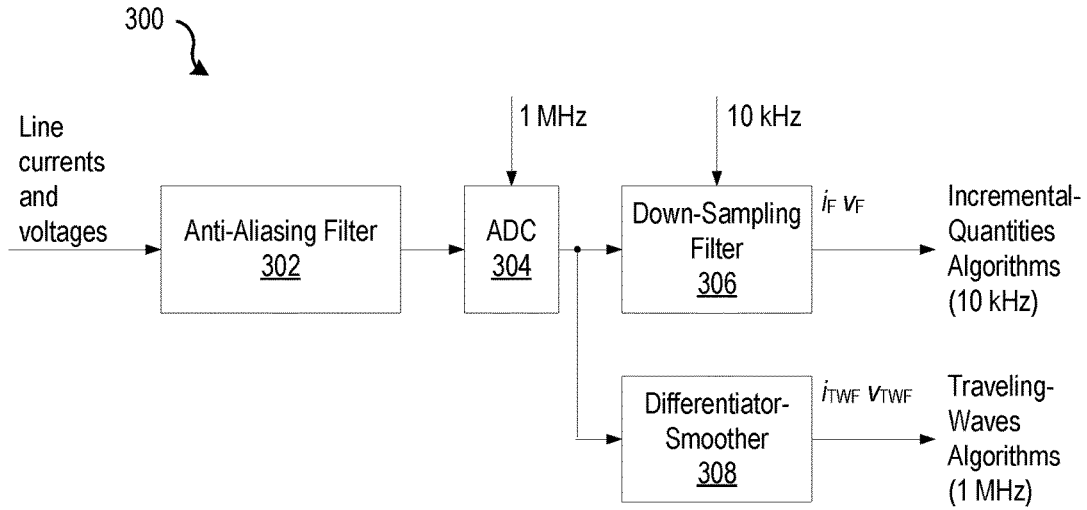 300
Line
currents
and
voltages
Anti-Aliasing Filter
302
1 MHz
ADC
304
10 kHz
Down-Sampling
Filter
306
iF vF
Incremental-
Quantities
Algorithms
(10 kHz)
Differentiator-
Smoother
308
iTWF vTWF
Traveling-
Waves
Algorithms
(1 MHz)